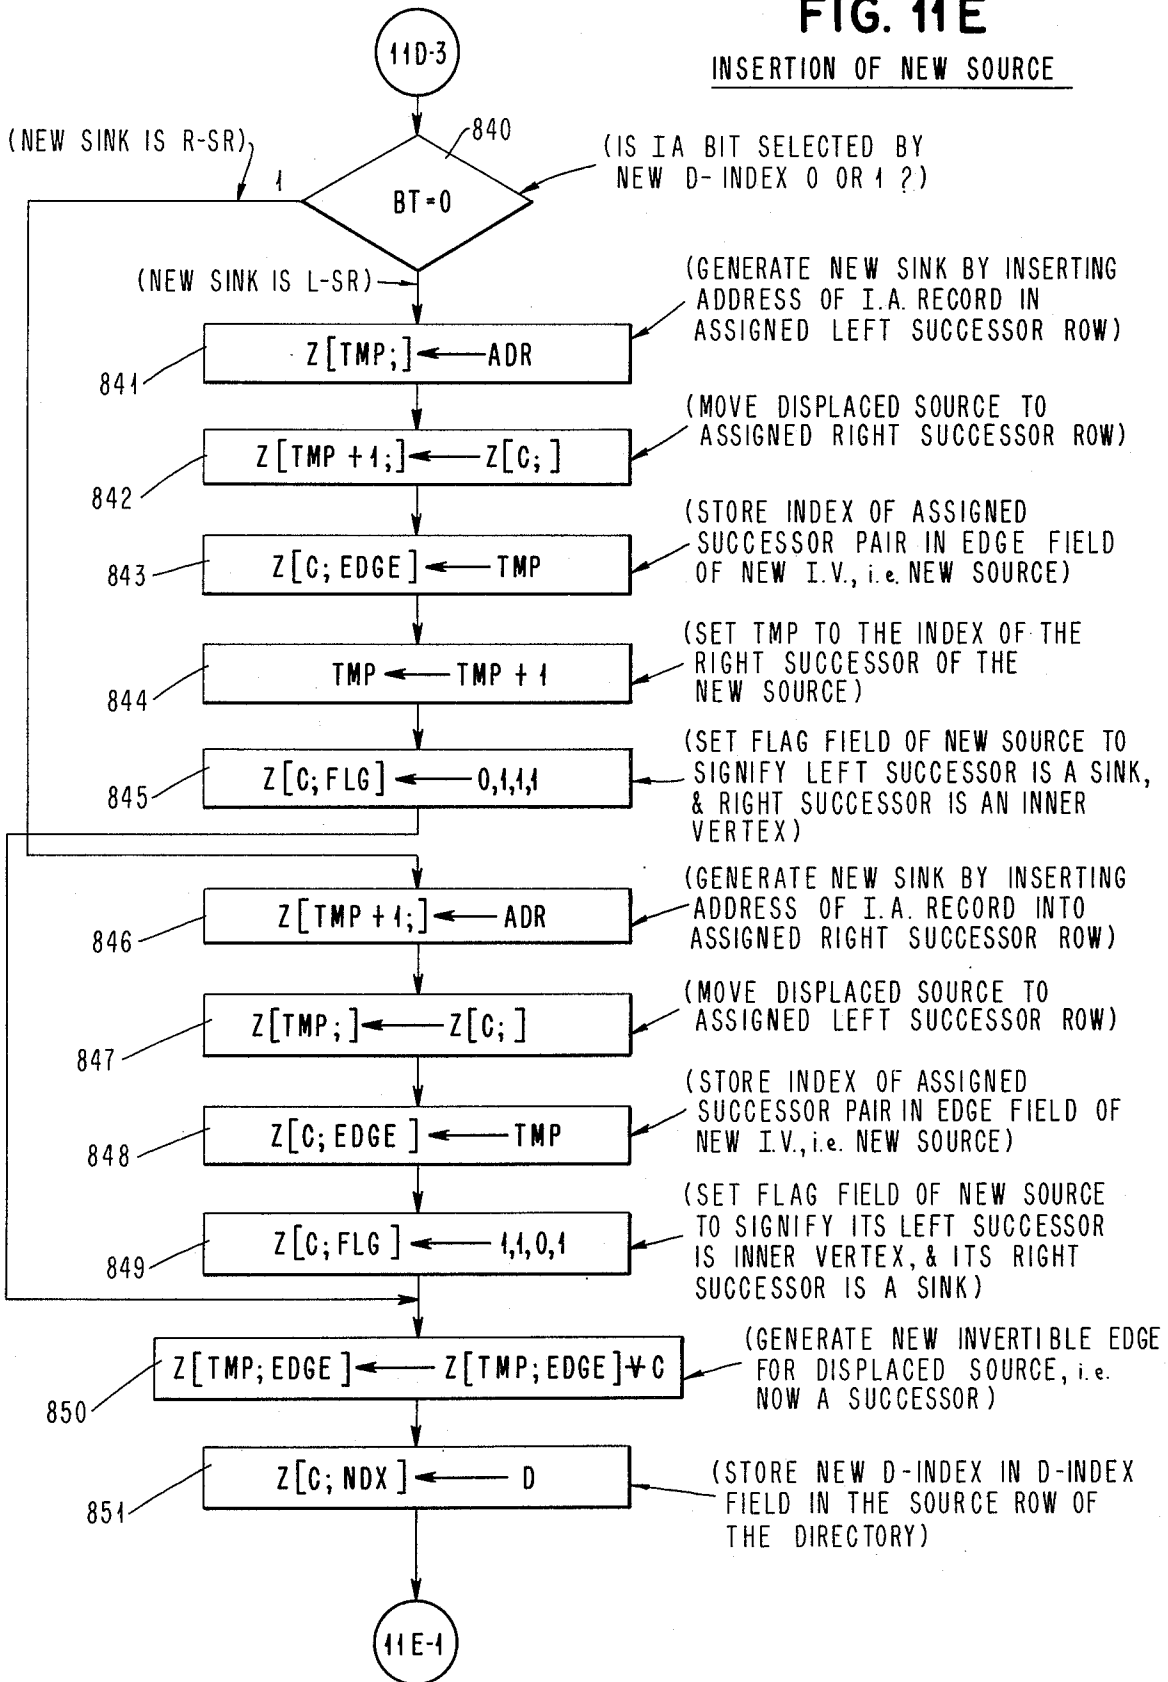 FIG. 11E
INSERTION OF NEW SOURCE
11D-3
(NEW SINK IS R-SR)
1
840
BT=0
(IS IA BIT SELECTED BY
NEW D-INDEX 0 OR 1 ?)
(NEW SINK IS L-SR)
Z[TMP;]←ADR
841
(GENERATE NEW SINK BY INSERTING
ADDRESS OF I.A. RECORD IN
ASSIGNED LEFT SUCCESSOR ROW)
Z[TMP+1;]←Z[C;]
842
(MOVE DISPLACED SOURCE TO
ASSIGNED RIGHT SUCCESSOR ROW)
Z[C;EDGE]←TMP
843
(STORE INDEX OF ASSIGNED
SUCCESSOR PAIR IN EDGE FIELD
OF NEW I.V., i.e. NEW SOURCE)
TMP←TMP+1
844
(SET TMP TO THE INDEX OF THE
RIGHT SUCCESSOR OF THE
NEW SOURCE)
Z[C;FLG]←0,1,1,1
845
(SET FLAG FIELD OF NEW SOURCE TO
SIGNIFY LEFT SUCCESSOR IS A SINK,
& RIGHT SUCCESSOR IS AN INNER
VERTEX)
Z[TMP+1;]←ADR
846
(GENERATE NEW SINK BY INSERTING
ADDRESS OF I.A. RECORD INTO
ASSIGNED RIGHT SUCCESSOR ROW)
Z[TMP;]←Z[C;]
847
(MOVE DISPLACED SOURCE TO
ASSIGNED LEFT SUCCESSOR ROW)
Z[C;EDGE]←TMP
848
(STORE INDEX OF ASSIGNED
SUCCESSOR PAIR IN EDGE FIELD OF
NEW I.V., i.e. NEW SOURCE)
Z[C;FLG]←1,1,0,1
849
(SET FLAG FIELD OF NEW SOURCE
TO SIGNIFY ITS LEFT SUCCESSOR
IS INNER VERTEX, & ITS RIGHT
SUCCESSOR IS A SINK)
Z[TMP;EDGE]←Z[TMP;EDGE]⊻C
850
(GENERATE NEW INVERTIBLE EDGE
FOR DISPLACED SOURCE, i.e.
NOW A SUCCESSOR)
Z[C;NDX]←D
851
(STORE NEW D-INDEX IN D-INDEX
FIELD IN THE SOURCE ROW OF
THE DIRECTORY)
11E-1